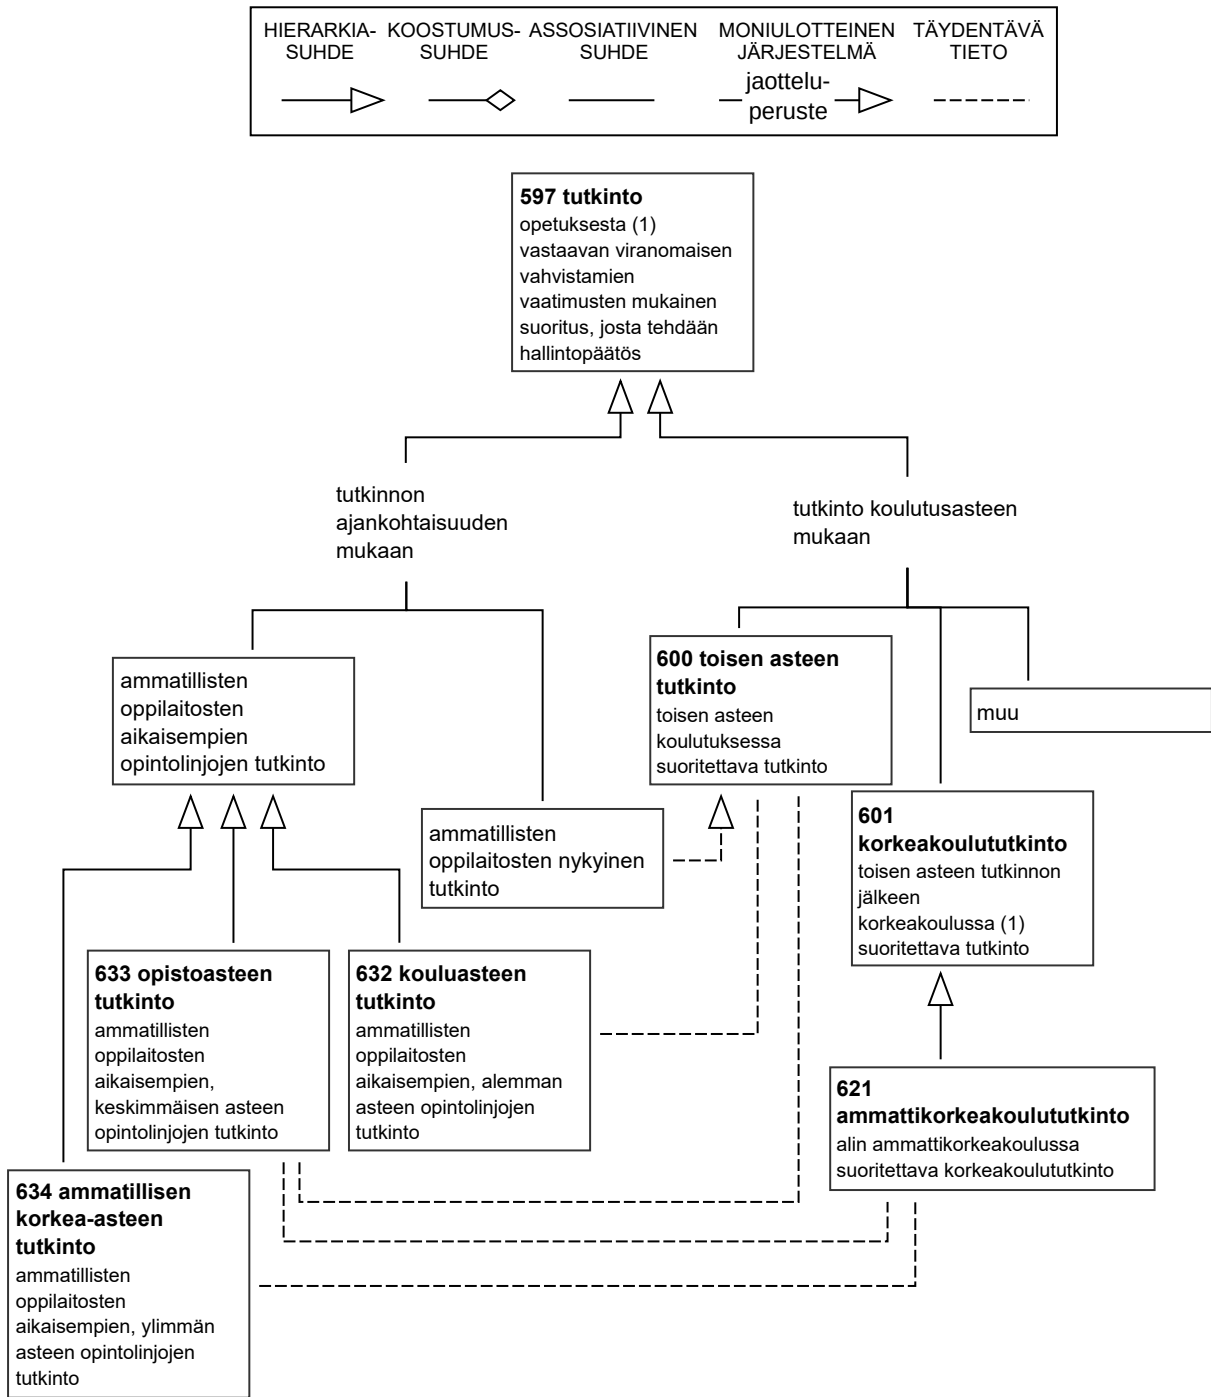 HIERARKIA-
SUHDE
KOOSTUMUS-
SUHDE
ASSOSIATIIVINEN
SUHDE
MONIULOTTEINEN
JÄRJESTELMÄ
jaottelu-
peruste
TÄYDENTÄVÄ
TIETO
597 tutkinto
opetuksesta (1)
vastaavan viranomaisen
vahvistamien
vaatimusten mukainen
suoritus, josta tehdään
hallintopäätös
tutkinnon
ajankohtaisuuden
mukaan
tutkinto koulutusasteen
mukaan
ammatillisten
oppilaitosten
aikaisempien
opintolinjojen tutkinto
600 toisen asteen
tutkinto
toisen asteen
koulutuksessa
suoritettava tutkinto
muu
ammatillisten
oppilaitosten nykyinen
tutkinto
601
korkeakoulututkinto
toisen asteen tutkinnon
jälkeen
korkeakoulussa (1)
suoritettava tutkinto
633 opistoasteen
tutkinto
ammatillisten
oppilaitosten
aikaisempien,
keskimmäisen asteen
opintolinjojen tutkinto
632 kouluasteen
tutkinto
ammatillisten
oppilaitosten
aikaisempien, alemman
asteen opintolinjojen
tutkinto
621
ammattikorkeakoulututkinto
alin ammattikorkeakoulussa
suoritettava korkeakoulututkinto
634 ammatillisen
korkea-asteen
tutkinto
ammatillisten
oppilaitosten
aikaisempien, ylimmän
asteen opintolinjojen
tutkinto